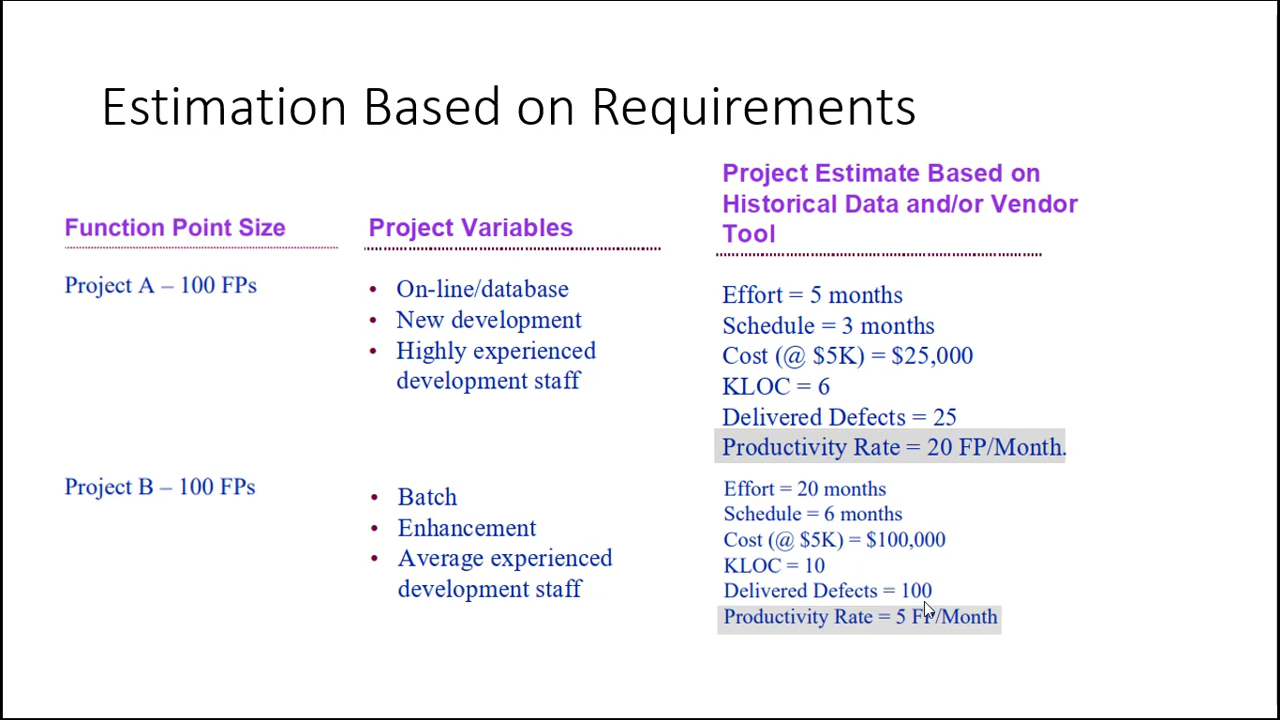 Estimation Based on Requirements
Function Point Size
Project Variables
Project Estimate Based on
Historical Data and/or Vendor
Tool
Project A – 100 FPs
• On-line/database
• New development
• Highly experienced
development staff
Effort = 5 months
Schedule = 3 months
Cost (@ $5K) = $25,000
KLOC = 6
Delivered Defects = 25
Productivity Rate = 20 FP/Month.
Project B – 100 FPs
• Batch
• Enhancement
• Average experienced
development staff
Effort = 20 months
Schedule = 6 months
Cost (@ $5K) = $100,000
KLOC = 10
Delivered Defects = 100
Productivity Rate = 5 FP/Month